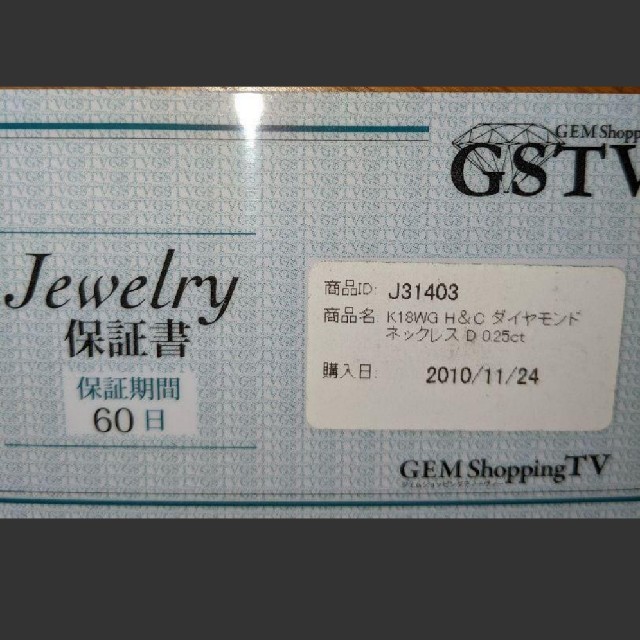 GEM Shopp
GSTV
Jewelry
保証書
保証期間
60日
商品ID: J31403
商品名 K18WG H&C ダイヤモンド
ネックレス D 0.25ct
購入日: 2010/11/24
GEM Shopping TV